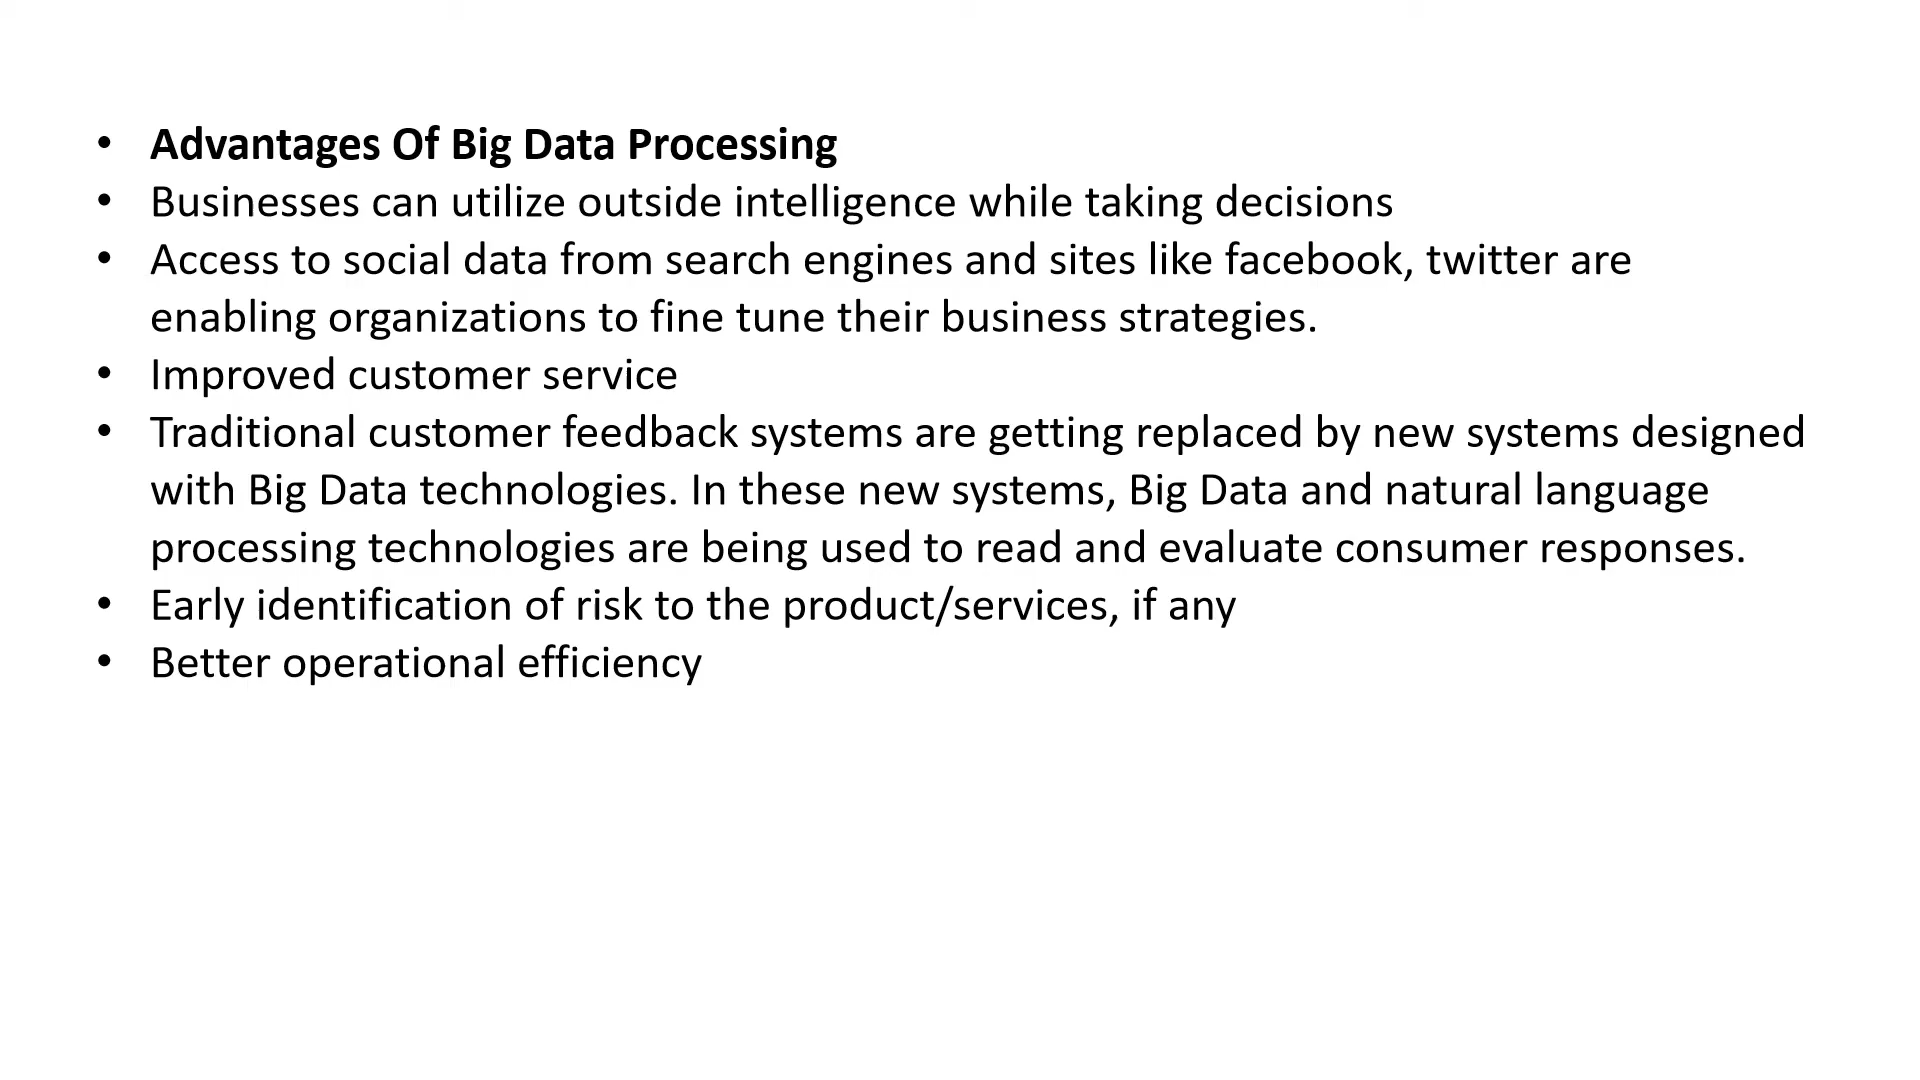 • Advantages Of Big Data Processing
• Businesses can utilize outside intelligence while taking decisions
• Access to social data from search engines and sites like facebook, twitter are
enabling organizations to fine tune their business strategies.
• Improved customer service
• Traditional customer feedback systems are getting replaced by new systems designed
with Big Data technologies. In these new systems, Big Data and natural language
processing technologies are being used to read and evaluate consumer responses.
• Early identification of risk to the product/services, if any
• Better operational efficiency